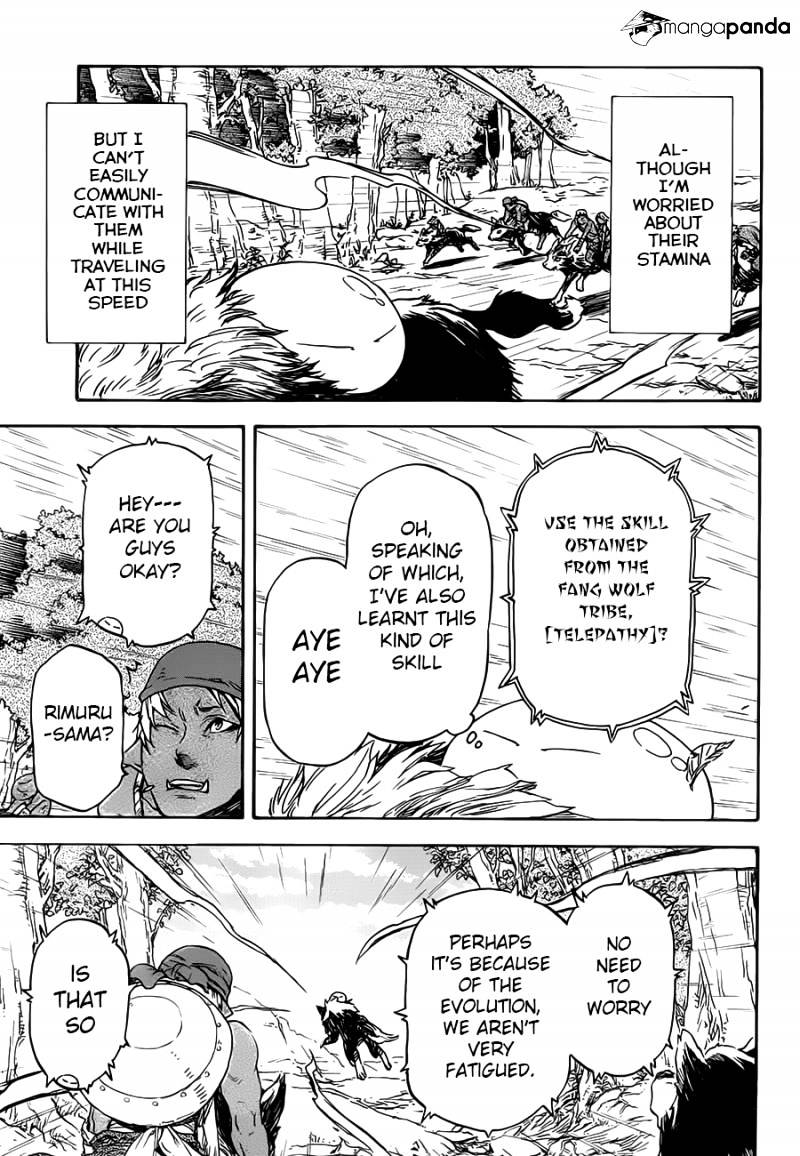 mangapanda
AL-
THOUGH
I'M
WORRIED
ABOUT
THEIR
STAMINA
BUT I
CAN'T
EASILY
COMMUNI-
CATE WITH
THEM
WHILE
TRAVELING
AT THIS
SPEED
USE THE SKILL
OBTAINED
FROM THE
FANG WOLF
TRIBE,
[TELEPATHY]?
OH,
SPEAKING
OF WHICH,
I'VE ALSO
LEARNT THIS
KIND OF
SKILL
AYE
AYE
HEY---
ARE YOU
GUYS
OKAY?
RIMURU
-SAMA?
NO
NEED
TO
WORRY
PERHAPS
IT'S BECAUSE
OF THE
EVOLUTION,
WE AREN'T
VERY
FATIGUED.
IS
THAT
SO